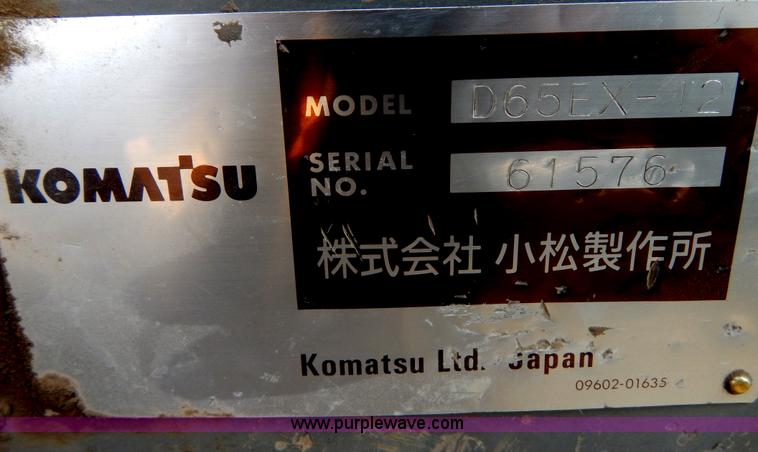 KOMATSU
MODEL D65EX-12
SERIAL NO. 61576
株式会社 小松製作所
Komatsu Ltd. Japan
09602-01635
www.purplewave.com